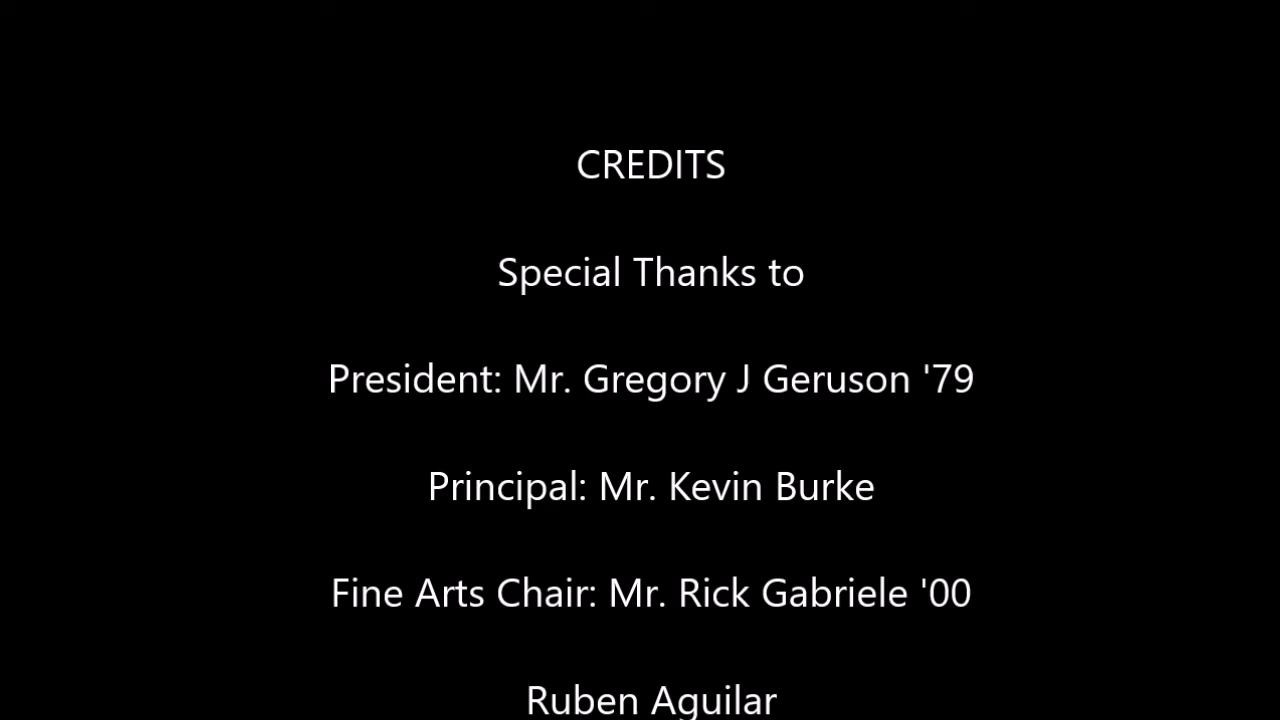 CREDITS
Special Thanks to
President: Mr. Gregory J Geruson '79
Principal: Mr. Kevin Burke
Fine Arts Chair: Mr. Rick Gabriele '00
Ruben Aguilar